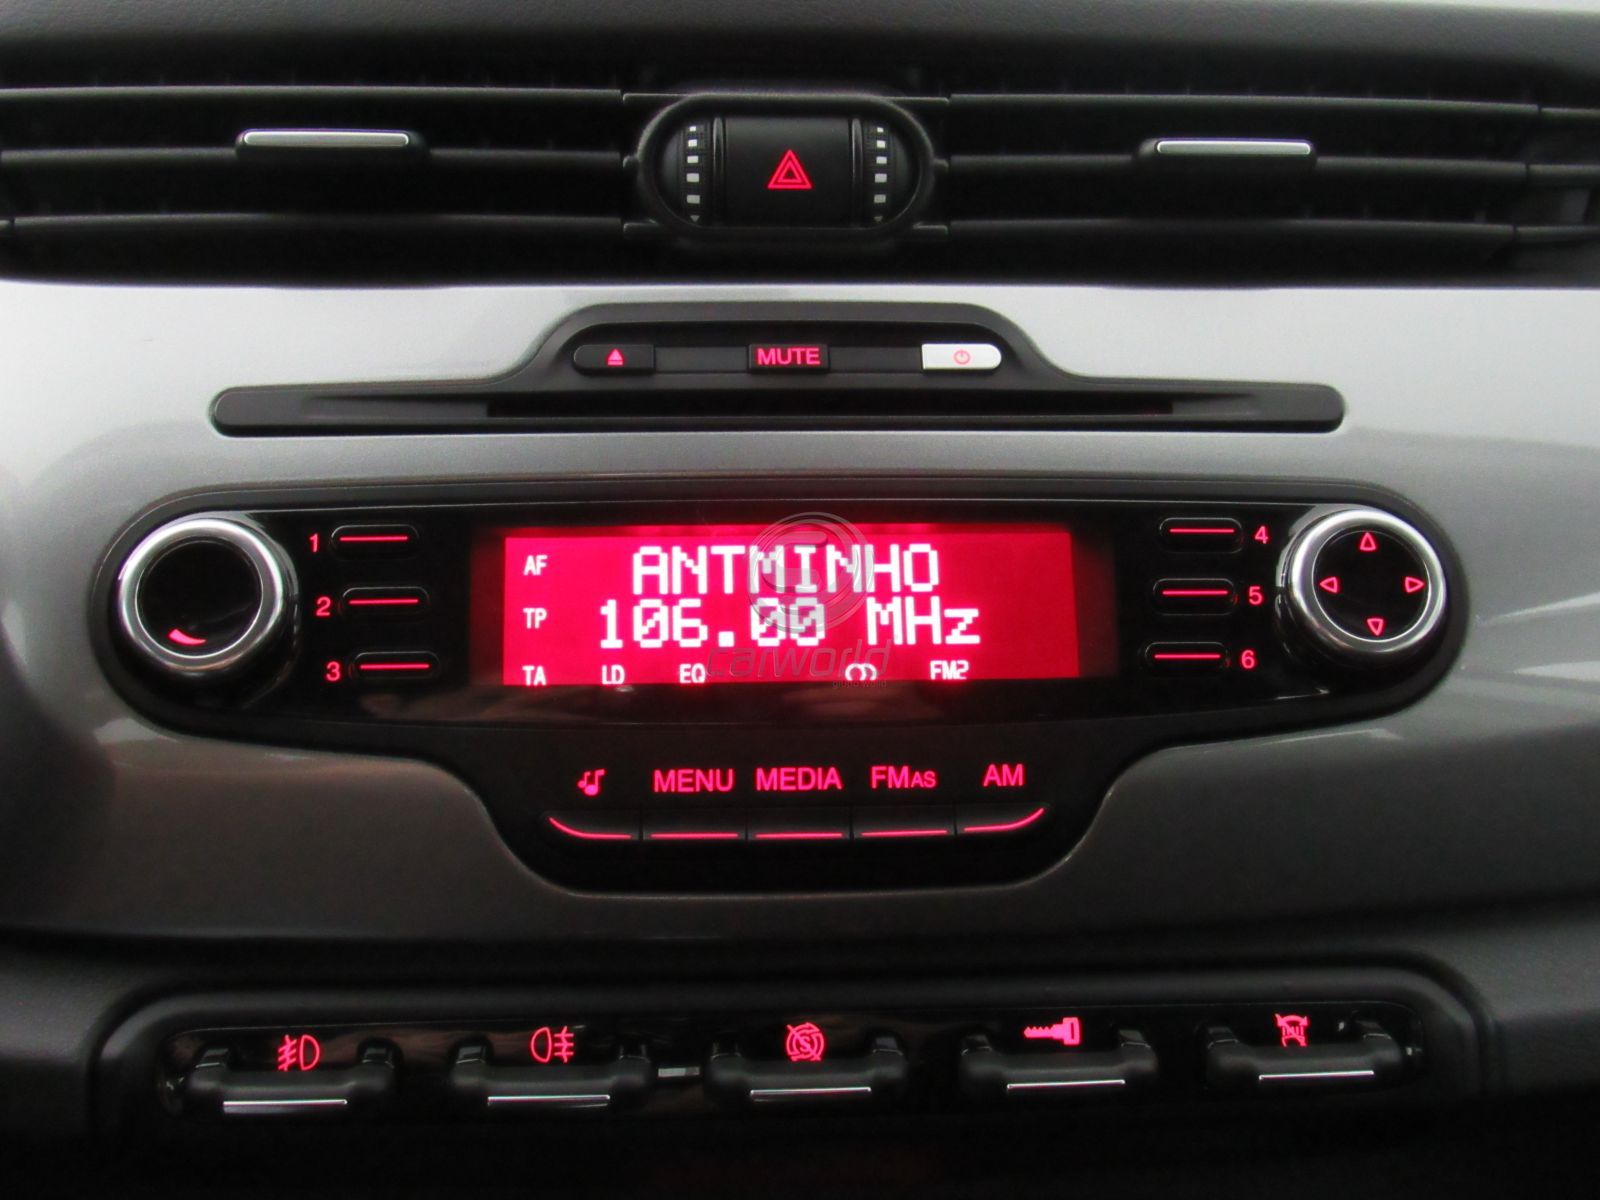 MUTE
1
2
3
4
5
6
AF ANTMINHO
TP 106.00 MHz
TA LD EQ FM2
carworld
MENU MEDIA FMAS AM